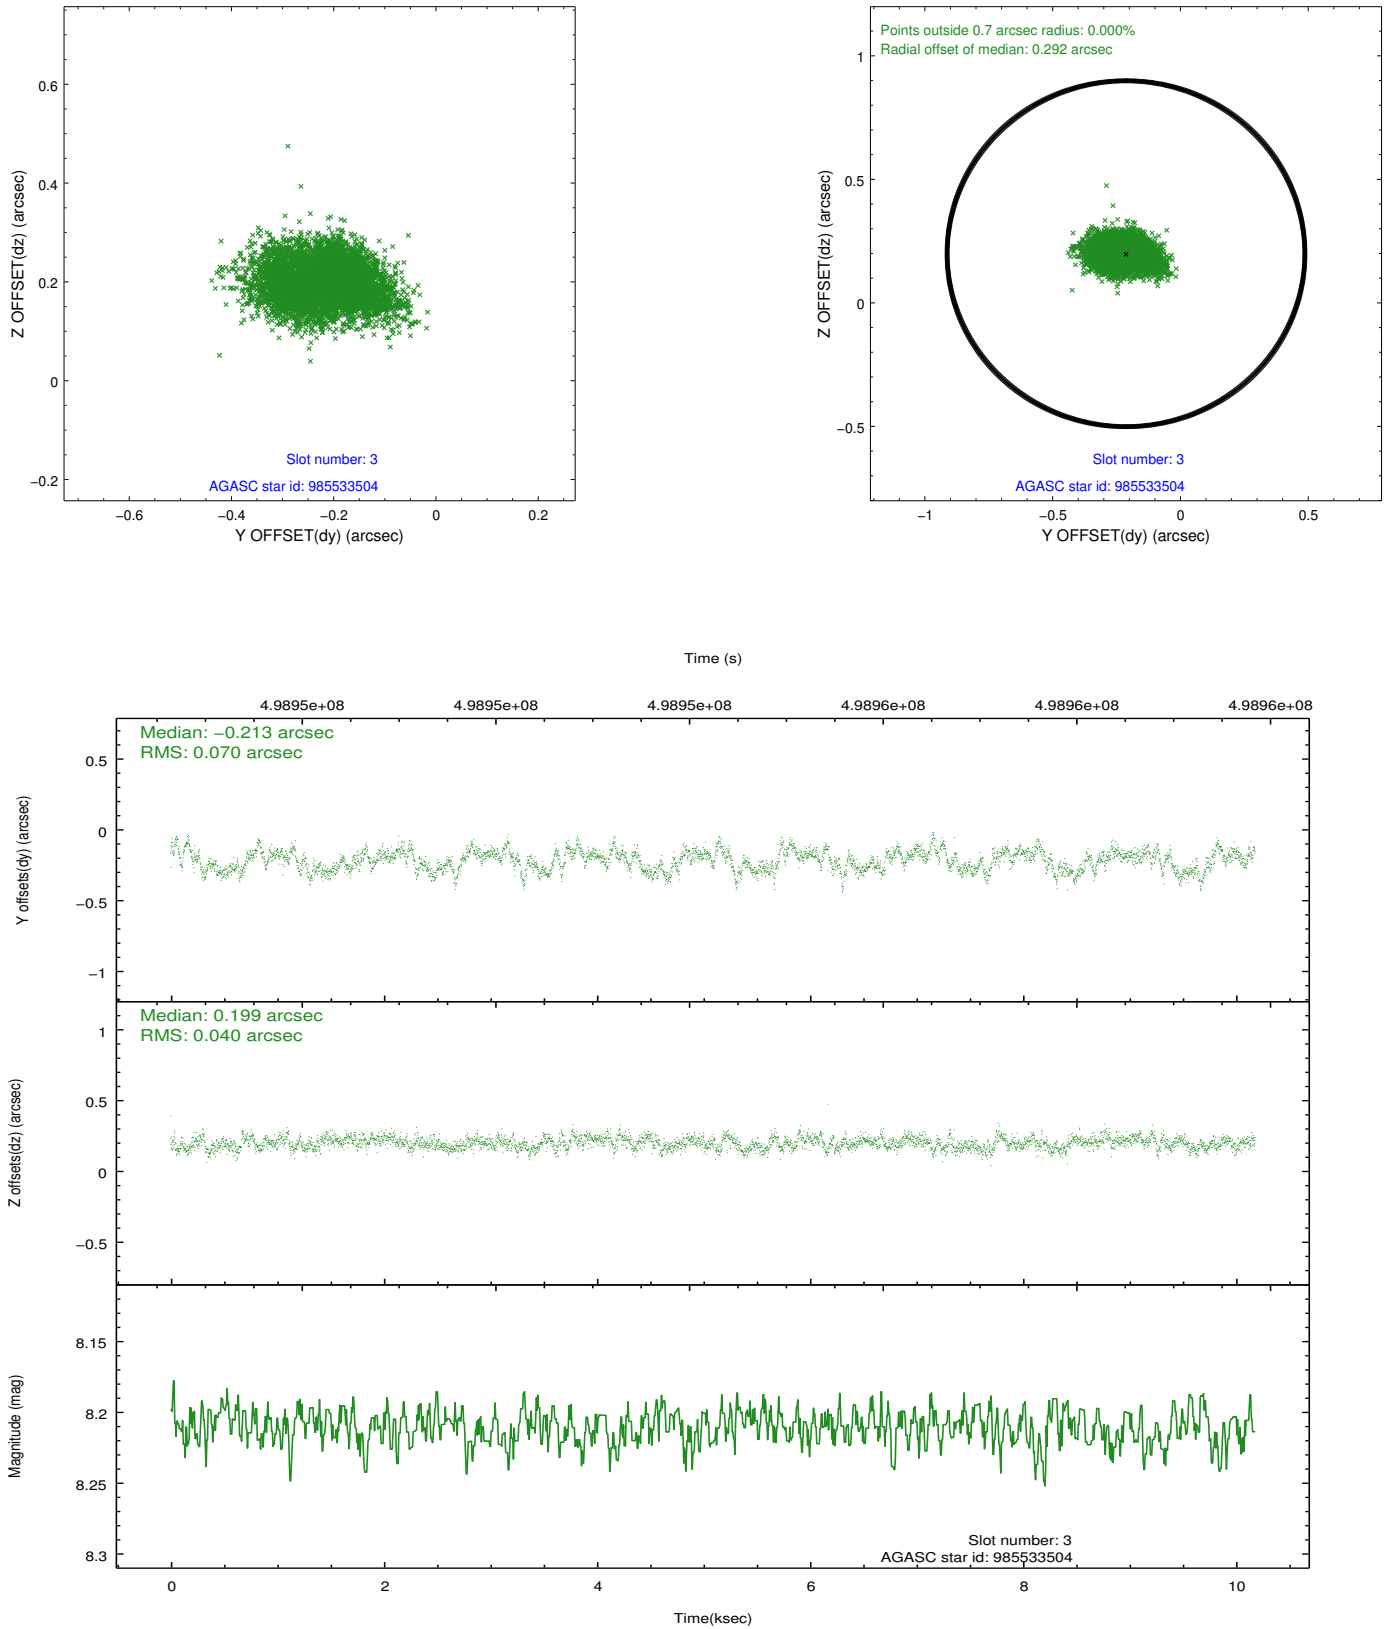 0.6
0.4
0.2
0
−0.2
Z OFFSET(dz) (arcsec)
Slot number: 3
AGASC star id: 985533504
−0.6
−0.4
−0.2
0
0.2
Y OFFSET(dy) (arcsec)
Points outside 0.7 arcsec radius: 0.000%
Radial offset of median: 0.292 arcsec
1
0.5
0
−0.5
Z OFFSET(dz) (arcsec)
Slot number: 3
AGASC star id: 985533504
−1
−0.5
0
0.5
Y OFFSET(dy) (arcsec)
Time (s)
4.9895e+08
4.9895e+08
4.9895e+08
4.9896e+08
4.9896e+08
4.9896e+08
Median: −0.213 arcsec
RMS: 0.070 arcsec
0.5
0
−0.5
−1
Y offsets(dy) (arcsec)
Median: 0.199 arcsec
RMS: 0.040 arcsec
1
0.5
0
−0.5
Z offsets(dz) (arcsec)
8.15
8.2
8.25
8.3
Magnitude (mag)
Slot number: 3
AGASC star id: 985533504
0
2
4
6
8
10
Time(ksec)